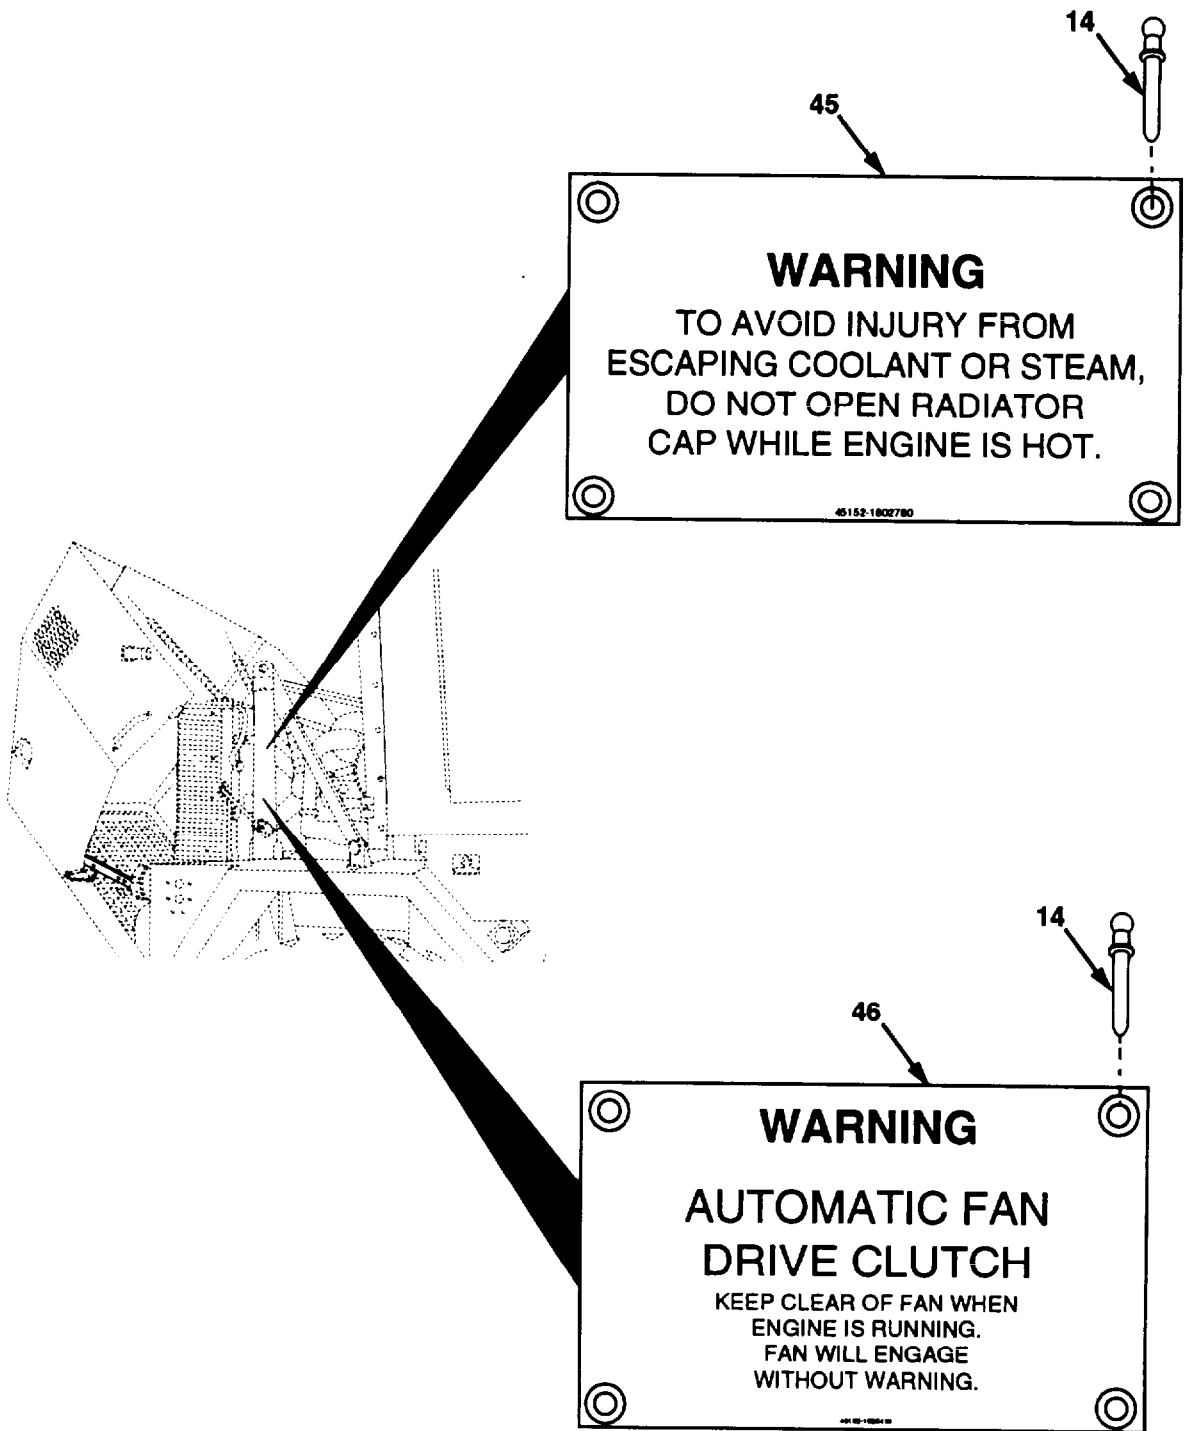 14
45
WARNING
TO AVOID INJURY FROM
ESCAPING COOLANT OR STEAM,
DO NOT OPEN RADIATOR
CAP WHILE ENGINE IS HOT.
45152-1802780
14
46
WARNING
AUTOMATIC FAN
DRIVE CLUTCH
KEEP CLEAR OF FAN WHEN
ENGINE IS RUNNING.
FAN WILL ENGAGE
WITHOUT WARNING.